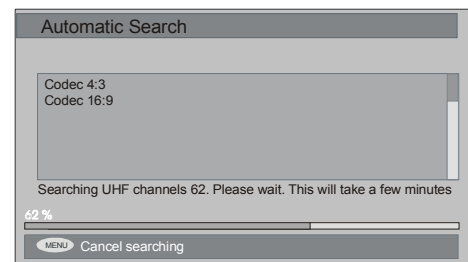 Automatic Search
Codec 4:3
Codec 16:9
Searching UHF channels 62. Please wait. This will take a few minutes
62 %
MENU Cancel searching